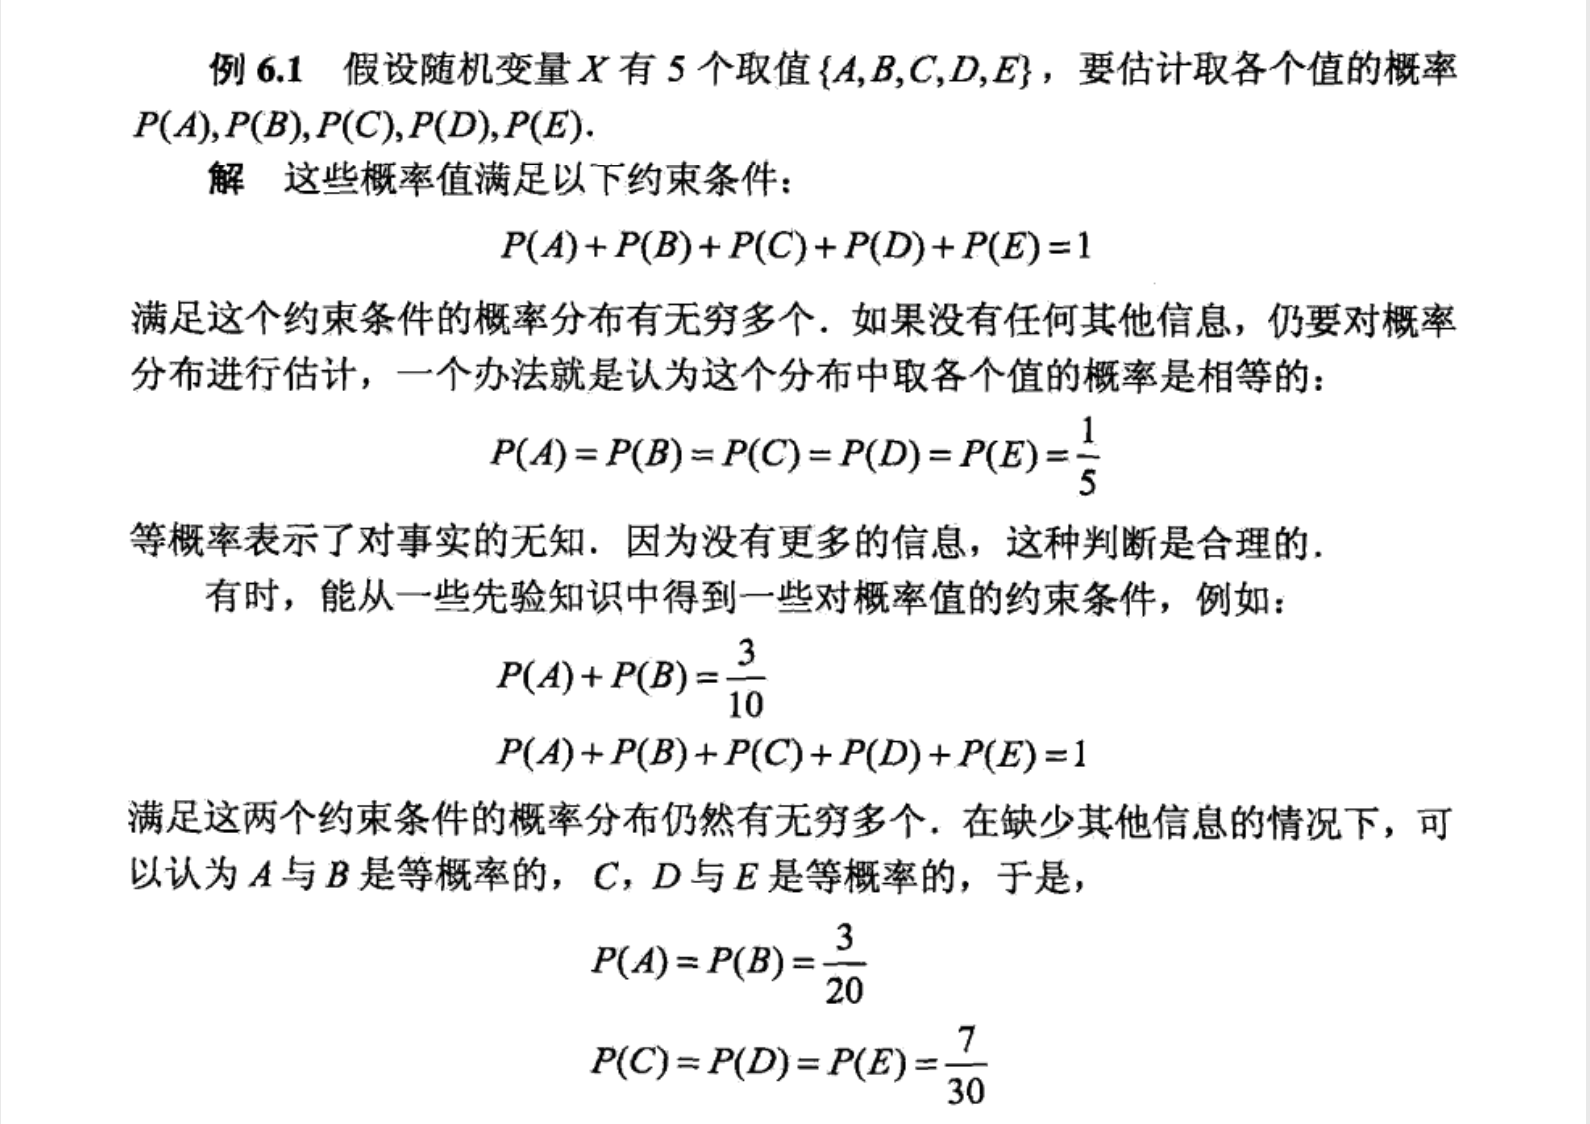 例 6.1 假设随机变量 X 有 5 个取值{A,B,C,D,E}，要估计取各个值的概率
P(A),P(B),P(C),P(D),P(E).
解 这些概率值满足以下约束条件：
P(A)+P(B)+P(C)+P(D)+P(E)=1
满足这个约束条件的概率分布有无穷多个．如果没有任何其他信息，仍要对概率
分布进行估计，一个办法就是认为这个分布中取各个值的概率是相等的：
P(A)=P(B)=P(C)=P(D)=P(E)=1/5
等概率表示了对事实的无知．因为没有更多的信息，这种判断是合理的．
有时，能从一些先验知识中得到一些对概率值的约束条件，例如：
P(A)+P(B)=3/10
P(A)+P(B)+P(C)+P(D)+P(E)=1
满足这两个约束条件的概率分布仍然有无穷多个．在缺少其他信息的情况下，可
以认为 A 与 B 是等概率的，C，D 与 E 是等概率的，于是，
P(A)=P(B)=3/20
P(C)=P(D)=P(E)=7/30